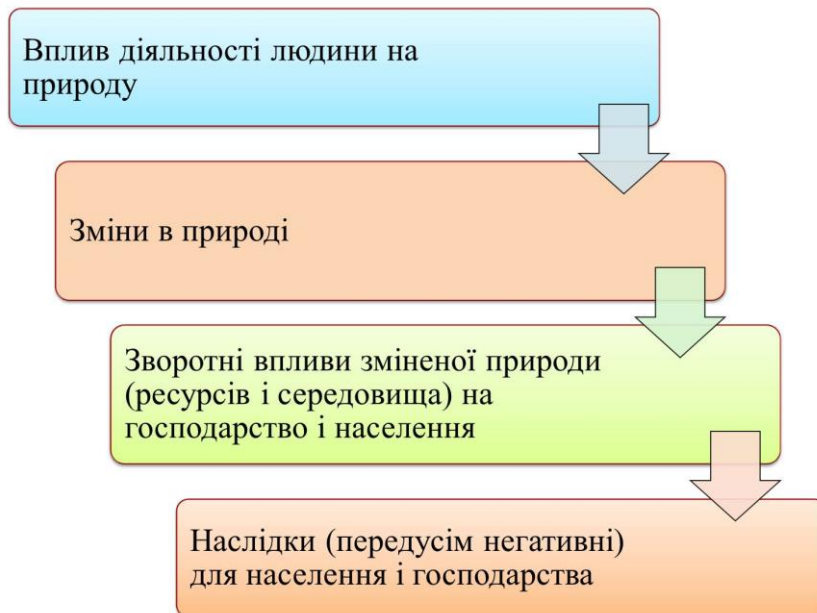 Вплив діяльності людини на
природу
Зміни в природі
Зворотні впливи зміненої природи
(ресурсів і середовища) на
господарство і населення
Наслідки (передусім негативні)
для населення і господарства